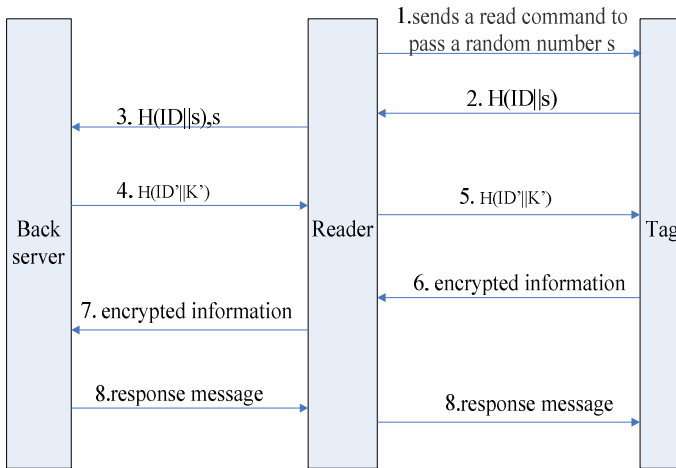 1.sends a read command to
pass a random number s
2. H(ID||s)
3. H(ID||s),s
4. H(ID’||K’)
5. H(ID’||K’)
Back
server
Reader
Tag
6. encrypted information
7. encrypted information
8.response message
8.response message